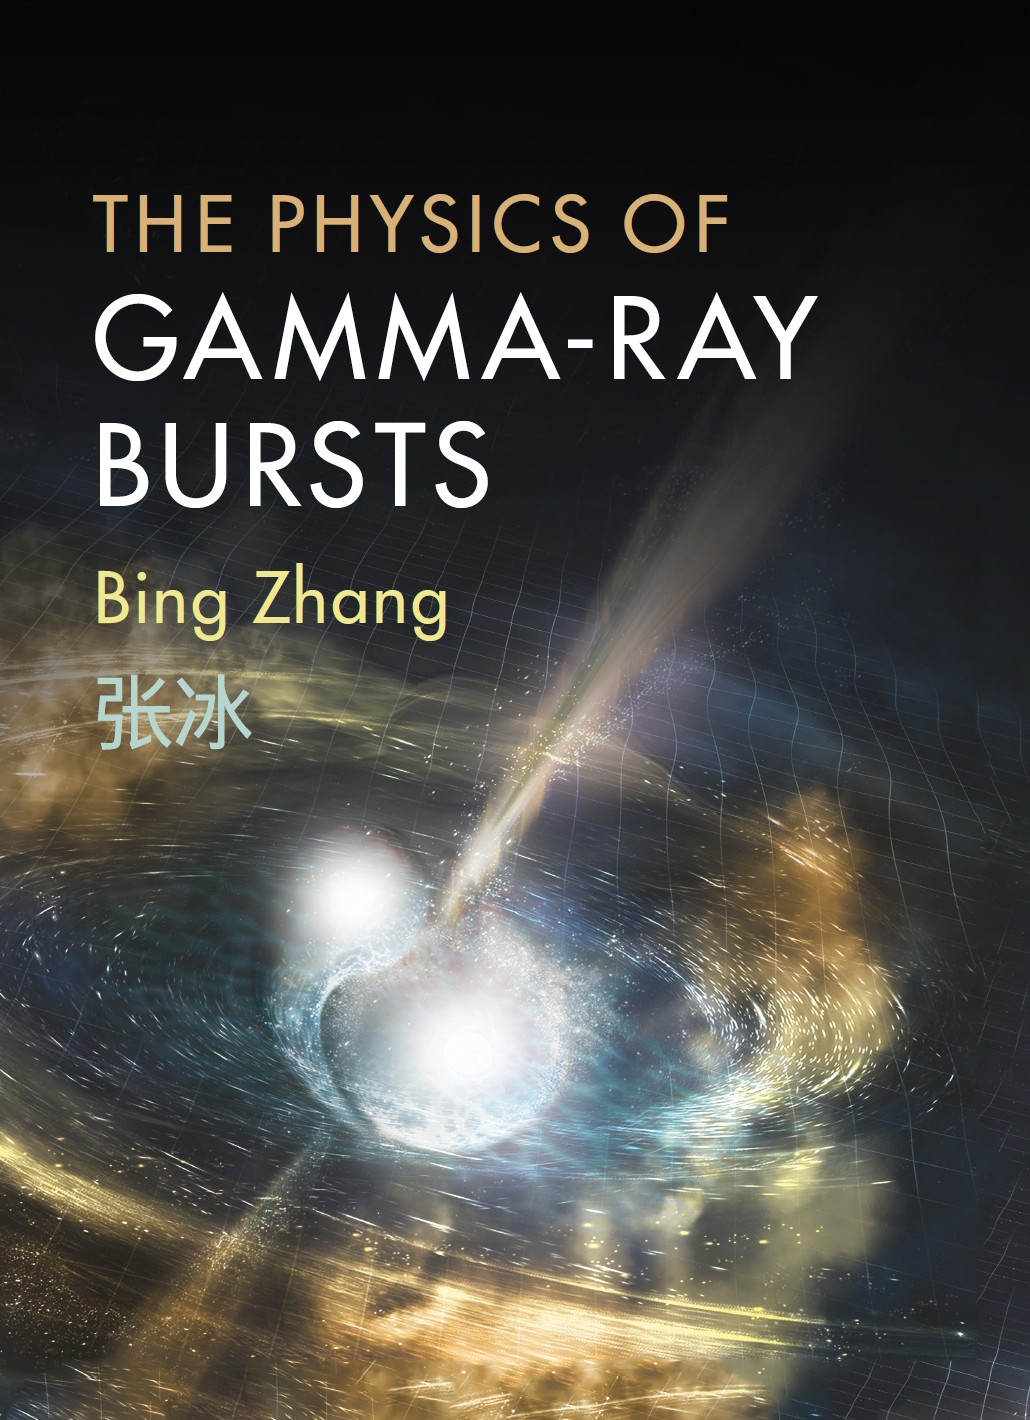 THE PHYSICS OF
GAMMA-RAY
BURSTS
Bing Zhang
张冰